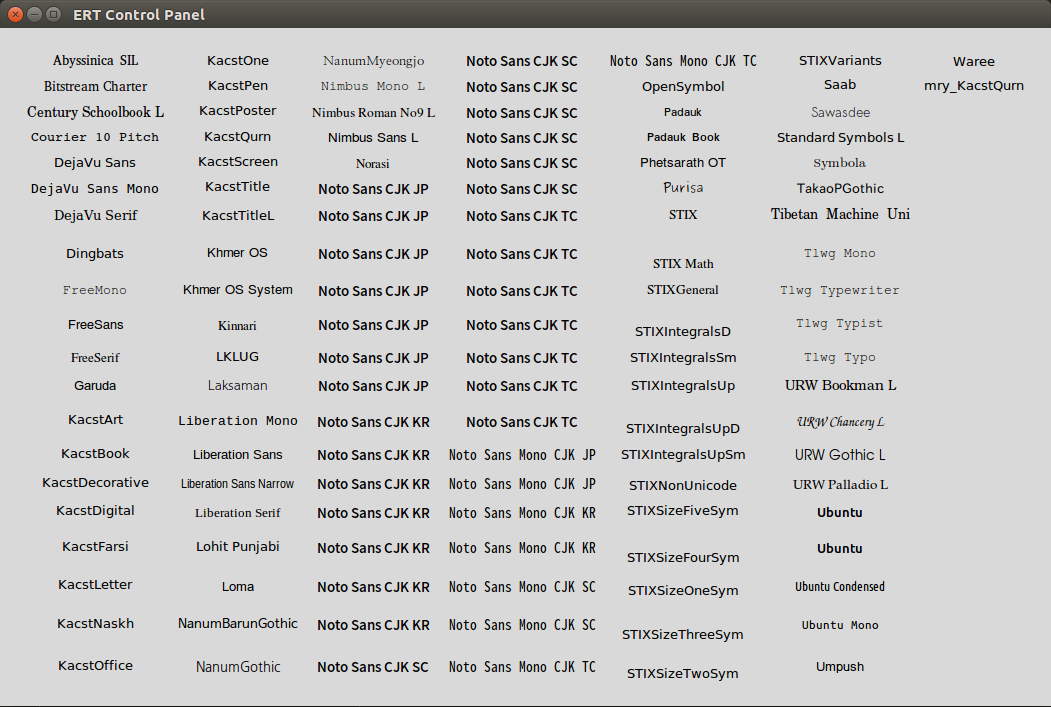 ERT Control Panel
Abyssinica SIL KacstOne NanumMyeongjo Noto Sans CJK SC Noto Sans Mono CJK TC STIXVariants Waree
Bitstream Charter KacstPen Nimbus Mono L Noto Sans CJK SC OpenSymbol Saab mry_KacstQurn
Century Schoolbook L KacstPoster Nimbus Roman No9 L Noto Sans CJK SC Padauk Sawasdee
Courier 10 Pitch KacstQurn Nimbus Sans L Noto Sans CJK SC Padauk Book Standard Symbols L
DejaVu Sans KacstScreen Norasi Noto Sans CJK SC Phetsarath OT Symbola
DejaVu Sans Mono KacstTitle Noto Sans CJK JP Noto Sans CJK SC Purisa TakaoPGothic
DejaVu Serif KacstTitleL Noto Sans CJK JP Noto Sans CJK TC STIX Tibetan Machine Uni
Dingbats Khmer OS Noto Sans CJK JP Noto Sans CJK TC STIX Math Tlwg Mono
FreeMono Khmer OS System Noto Sans CJK JP Noto Sans CJK TC STIXGeneral Tlwg Typewriter
FreeSans Kinnari Noto Sans CJK JP Noto Sans CJK TC STIXIntegralsD Tlwg Typist
FreeSerif LKLUG Noto Sans CJK JP Noto Sans CJK TC STIXIntegralsSm Tlwg Typo
Garuda Laksaman Noto Sans CJK JP Noto Sans CJK TC STIXIntegralsUp URW Bookman L
KacstArt Liberation Mono Noto Sans CJK KR Noto Sans CJK TC STIXIntegralsUpD URW Chancery L
KacstBook Liberation Sans Noto Sans CJK KR Noto Sans Mono CJK JP STIXIntegralsUpSm URW Gothic L
KacstDecorative Liberation Sans Narrow Noto Sans CJK KR Noto Sans Mono CJK JP STIXNonUnicode URW Palladio L
KacstDigital Liberation Serif Noto Sans CJK KR Noto Sans Mono CJK KR STIXSizeFiveSym Ubuntu
KacstFarsi Lohit Punjabi Noto Sans CJK KR Noto Sans Mono CJK KR STIXSizeFourSym Ubuntu
KacstLetter Loma Noto Sans CJK KR Noto Sans Mono CJK SC STIXSizeOneSym Ubuntu Condensed
KacstNaskh NanumBarunGothic Noto Sans CJK KR Noto Sans Mono CJK SC STIXSizeThreeSym Ubuntu Mono
KacstOffice NanumGothic Noto Sans CJK SC Noto Sans Mono CJK TC STIXSizeTwoSym Umpush